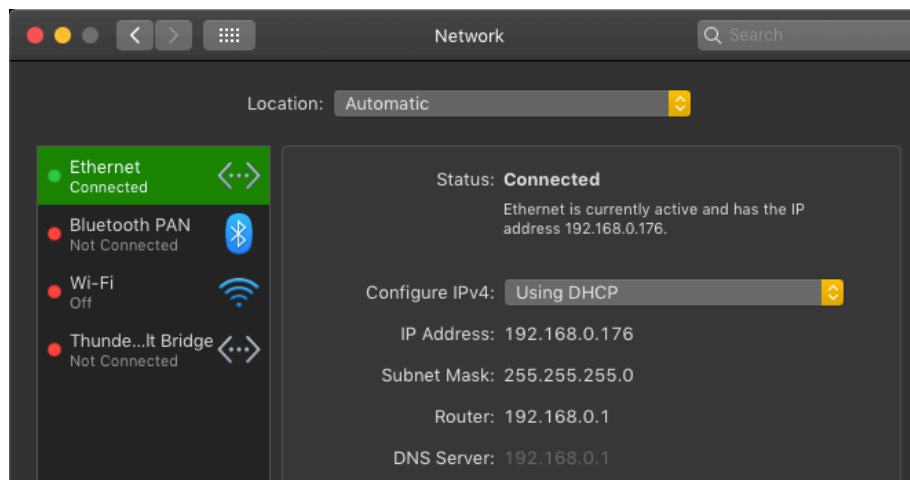 Network
Search
Location: Automatic
Ethernet
Connected
Bluetooth PAN
Not Connected
Wi-Fi
Off
Thunde...lt Bridge
Not Connected
Status: Connected
Ethernet is currently active and has the IP
address 192.168.0.176.
Configure IPv4: Using DHCP
IP Address: 192.168.0.176
Subnet Mask: 255.255.255.0
Router: 192.168.0.1
DNS Server: 192.168.0.1